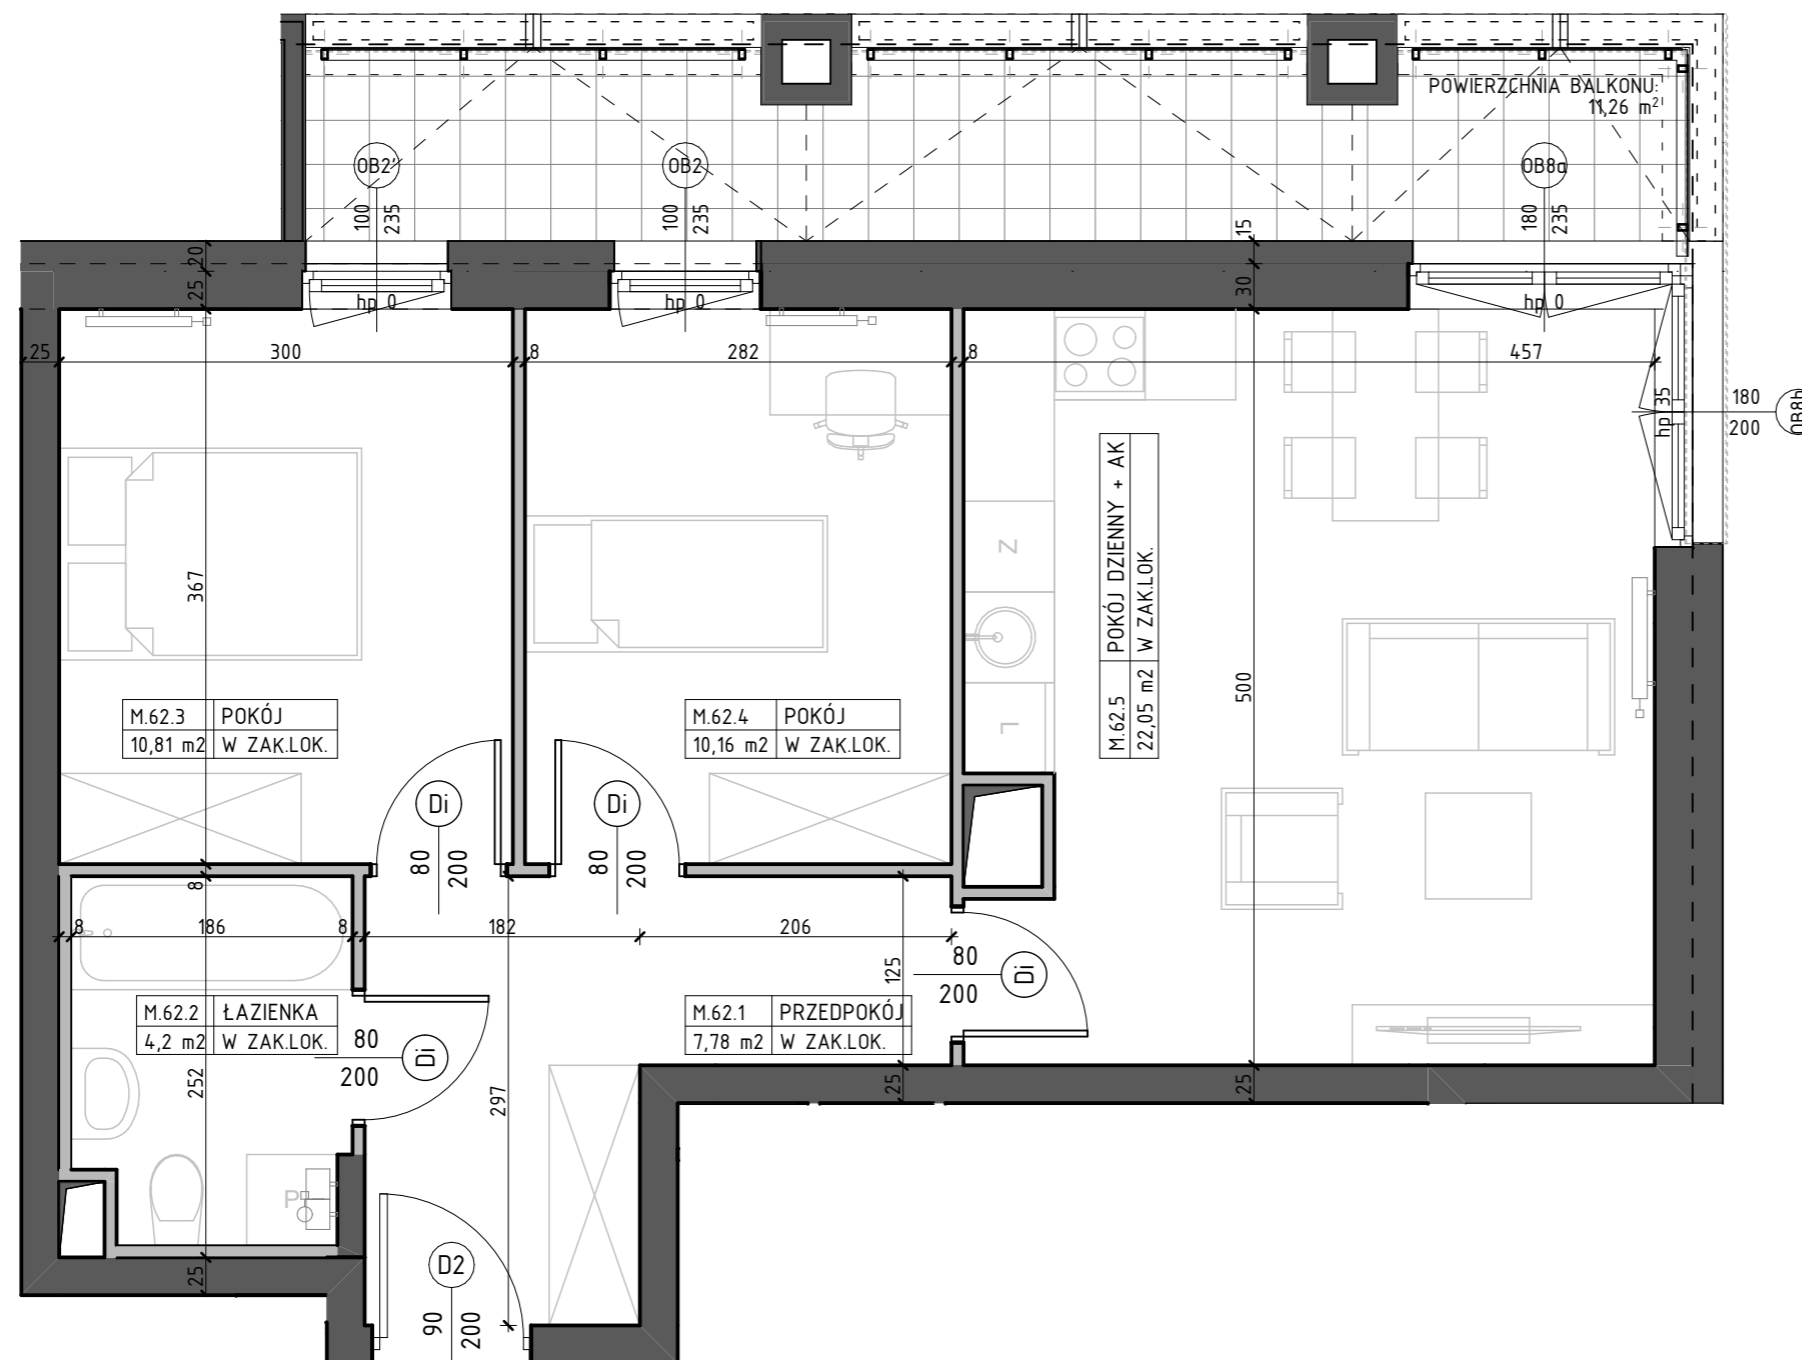 POWIERZCHNIA BALKONU:
11,26 m²
OB2'
100
235
OB2
100
235
OB8a
180
235
20
25
15
30
hp 0
hp 0
hp 0
25
300
8
282
8
457
hp 35
180
200
OB8b
367
500
Z
L
M.62.3 POKÓJ
10,81 m2 W ZAK.LOK.
M.62.4 POKÓJ
10,16 m2 W ZAK.LOK.
M.62.5 POKÓJ DZIENNY + AK
22,05 m2 W ZAK.LOK.
Di
80
200
Di
80
200
8
8
186
8
182
206
125
80
200
Di
M.62.2 ŁAZIENKA
4,2 m2 W ZAK.LOK.
80
200
Di
M.62.1 PRZEDPOKÓJ
7,78 m2 W ZAK.LOK.
252
297
25
25
P
25
D2
90
200